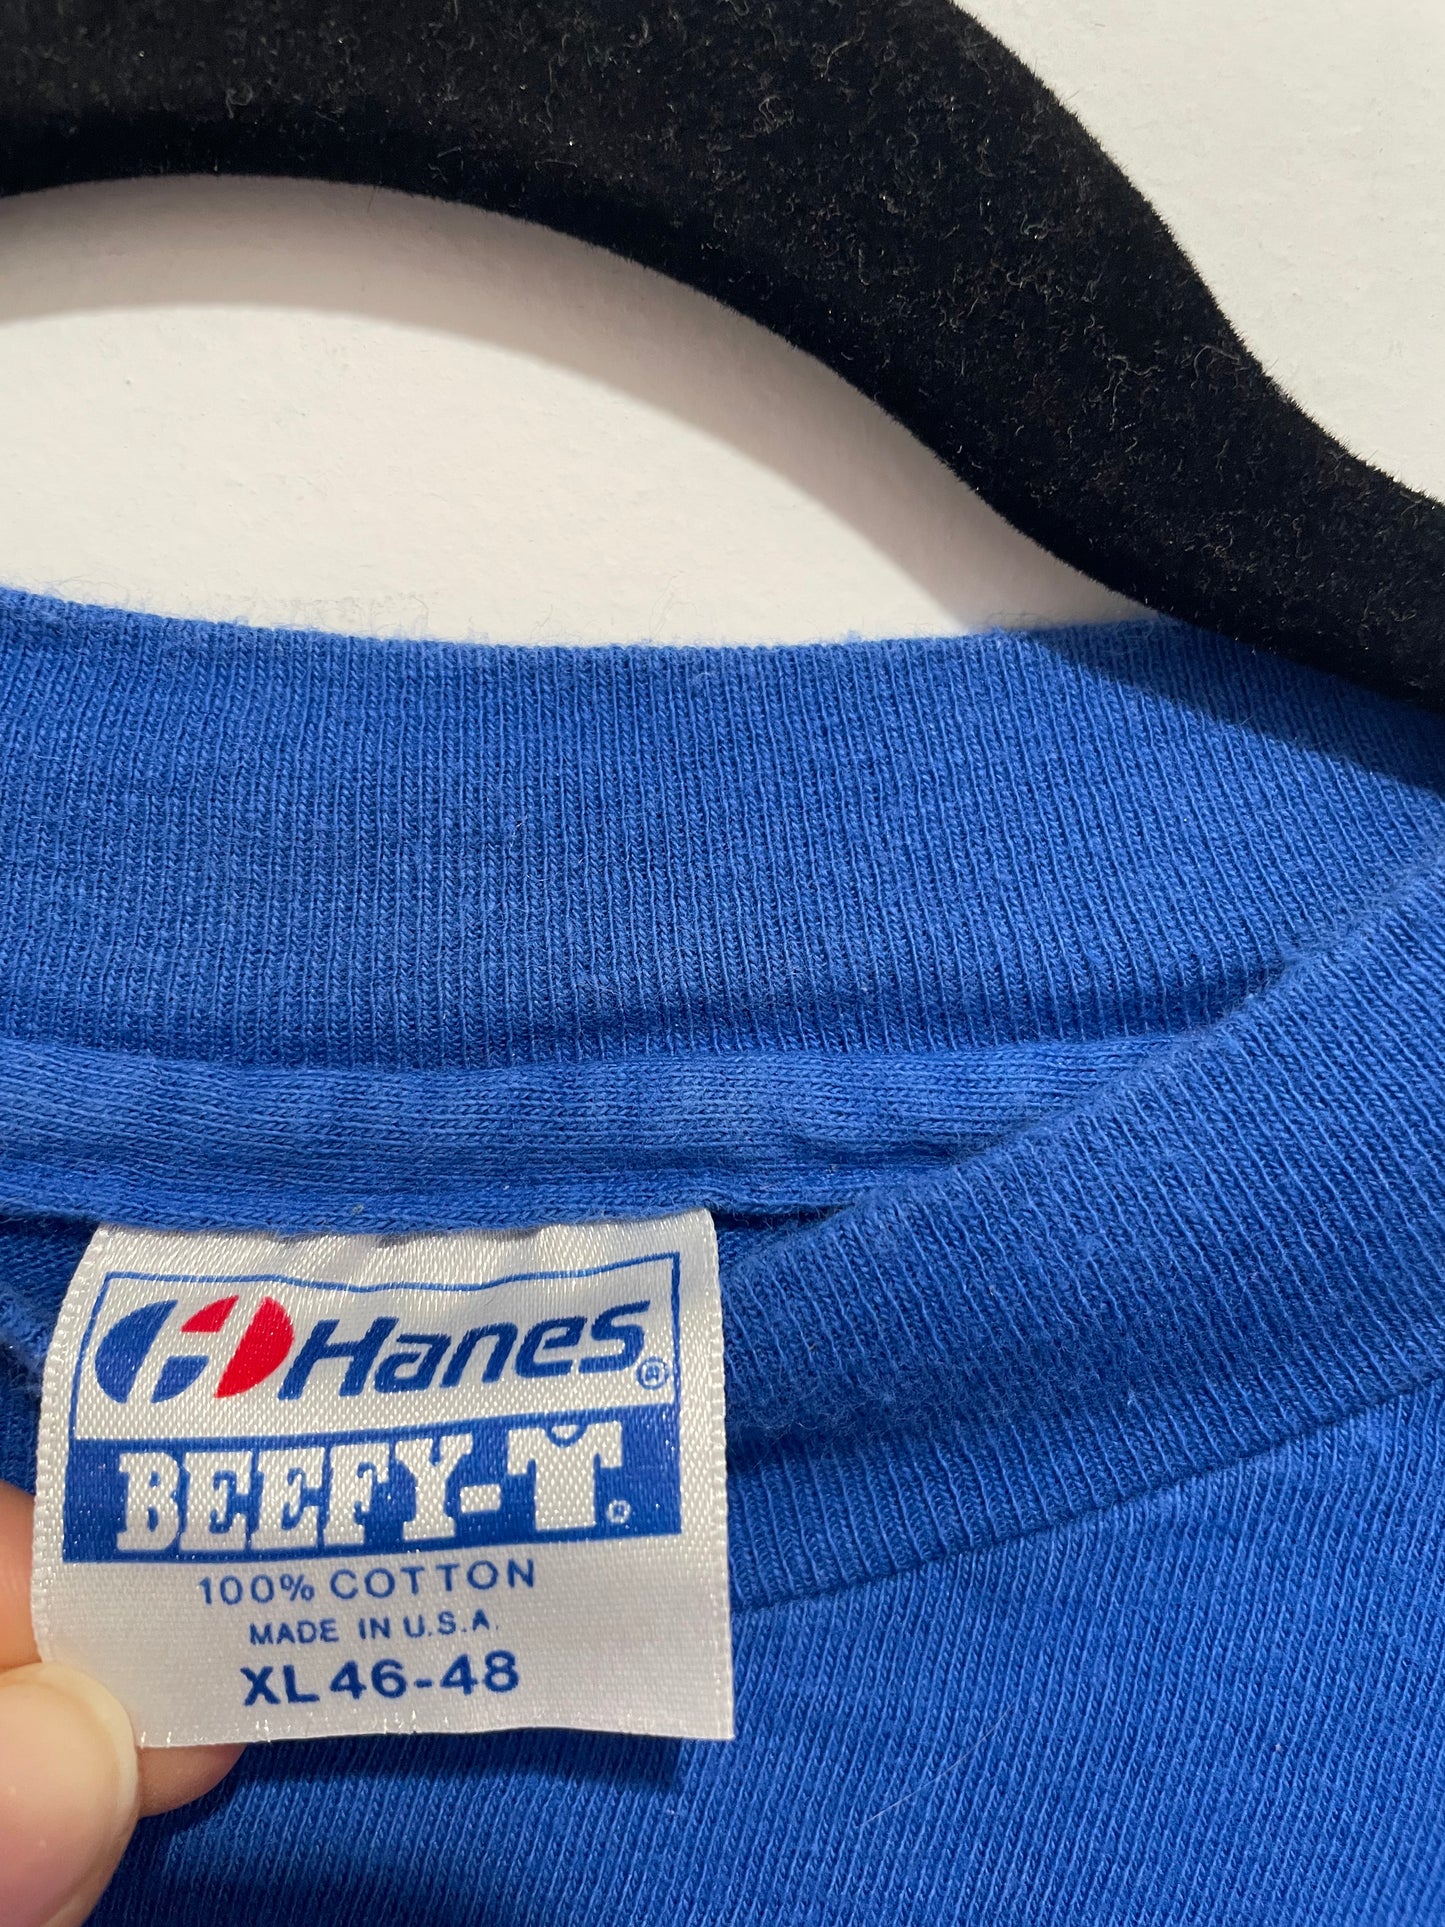 Hanes®
BEEFY-T®
100% COTTON
MADE IN U.S.A.
XL 46-48